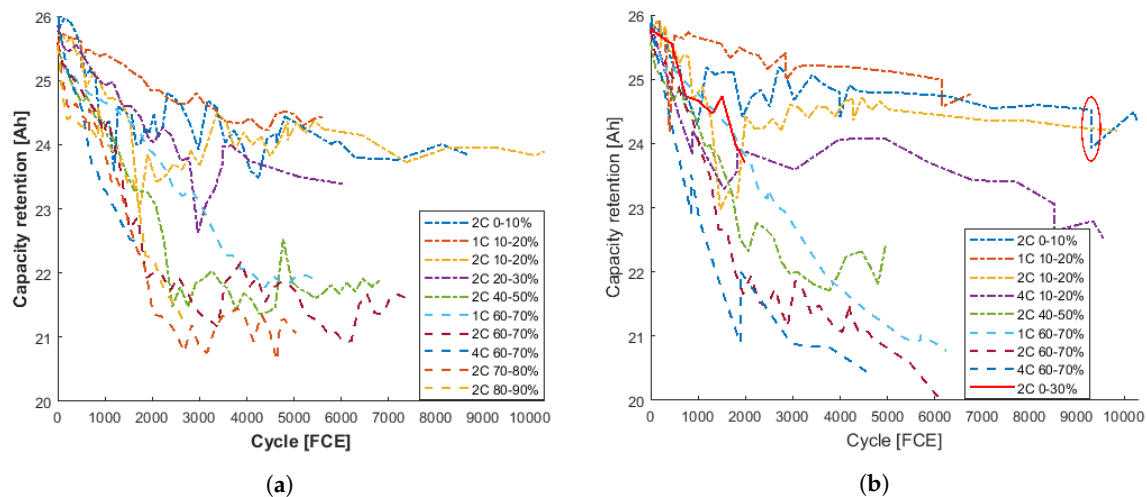 Capacity retention [Ah]
26
25
24
23
22
21
20
0 1000 2000 3000 4000 5000 6000 7000 8000 9000 10000
Cycle [FCE]
2C 0-10%
1C 10-20%
2C 10-20%
2C 20-30%
2C 40-50%
1C 60-70%
2C 60-70%
4C 60-70%
2C 70-80%
2C 80-90%
(a)
Capacity retention [Ah]
26
25
24
23
22
21
20
0 1000 2000 3000 4000 5000 6000 7000 8000 9000 10000
Cycle [FCE]
2C 0-10%
1C 10-20%
2C 10-20%
4C 10-20%
2C 40-50%
1C 60-70%
2C 60-70%
4C 60-70%
2C 0-30%
(b)